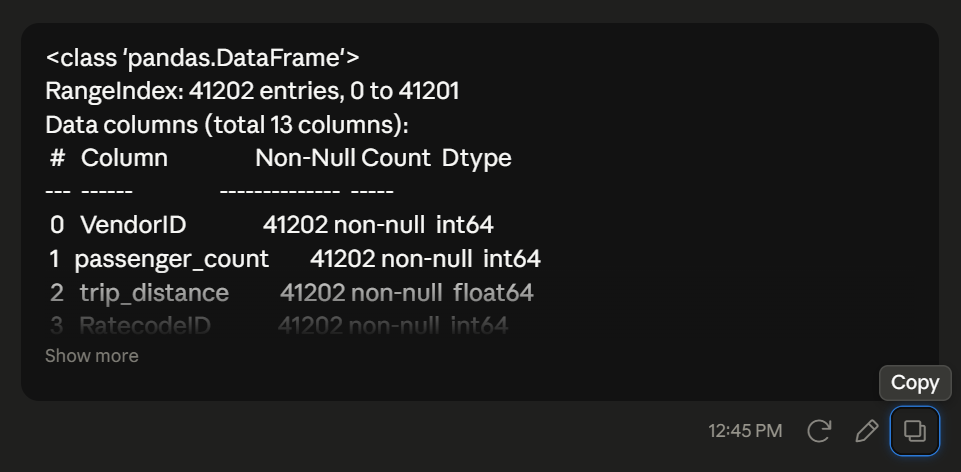 <class 'pandas.DataFrame'>
RangeIndex: 41202 entries, 0 to 41201
Data columns (total 13 columns):
#   Column   Non-Null Count  Dtype
---  ------   --------------  -----
0   VendorID   41202 non-null  int64
1   passenger_count   41202 non-null  int64
2   trip_distance   41202 non-null  float64
3   RatecodeID   41202 non-null  int64
Show more
Copy
12:45 PM